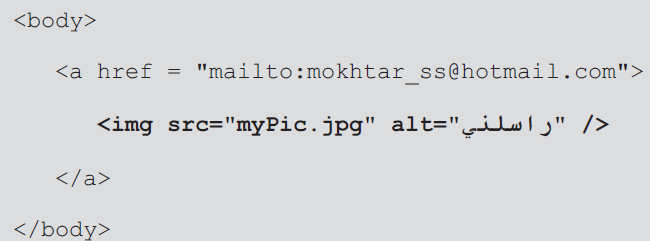 <body>
<a href = "mailto:mokhtar_ss@hotmail.com">
<img src="myPic.jpg" alt="راسلني" />
</a>
</body>